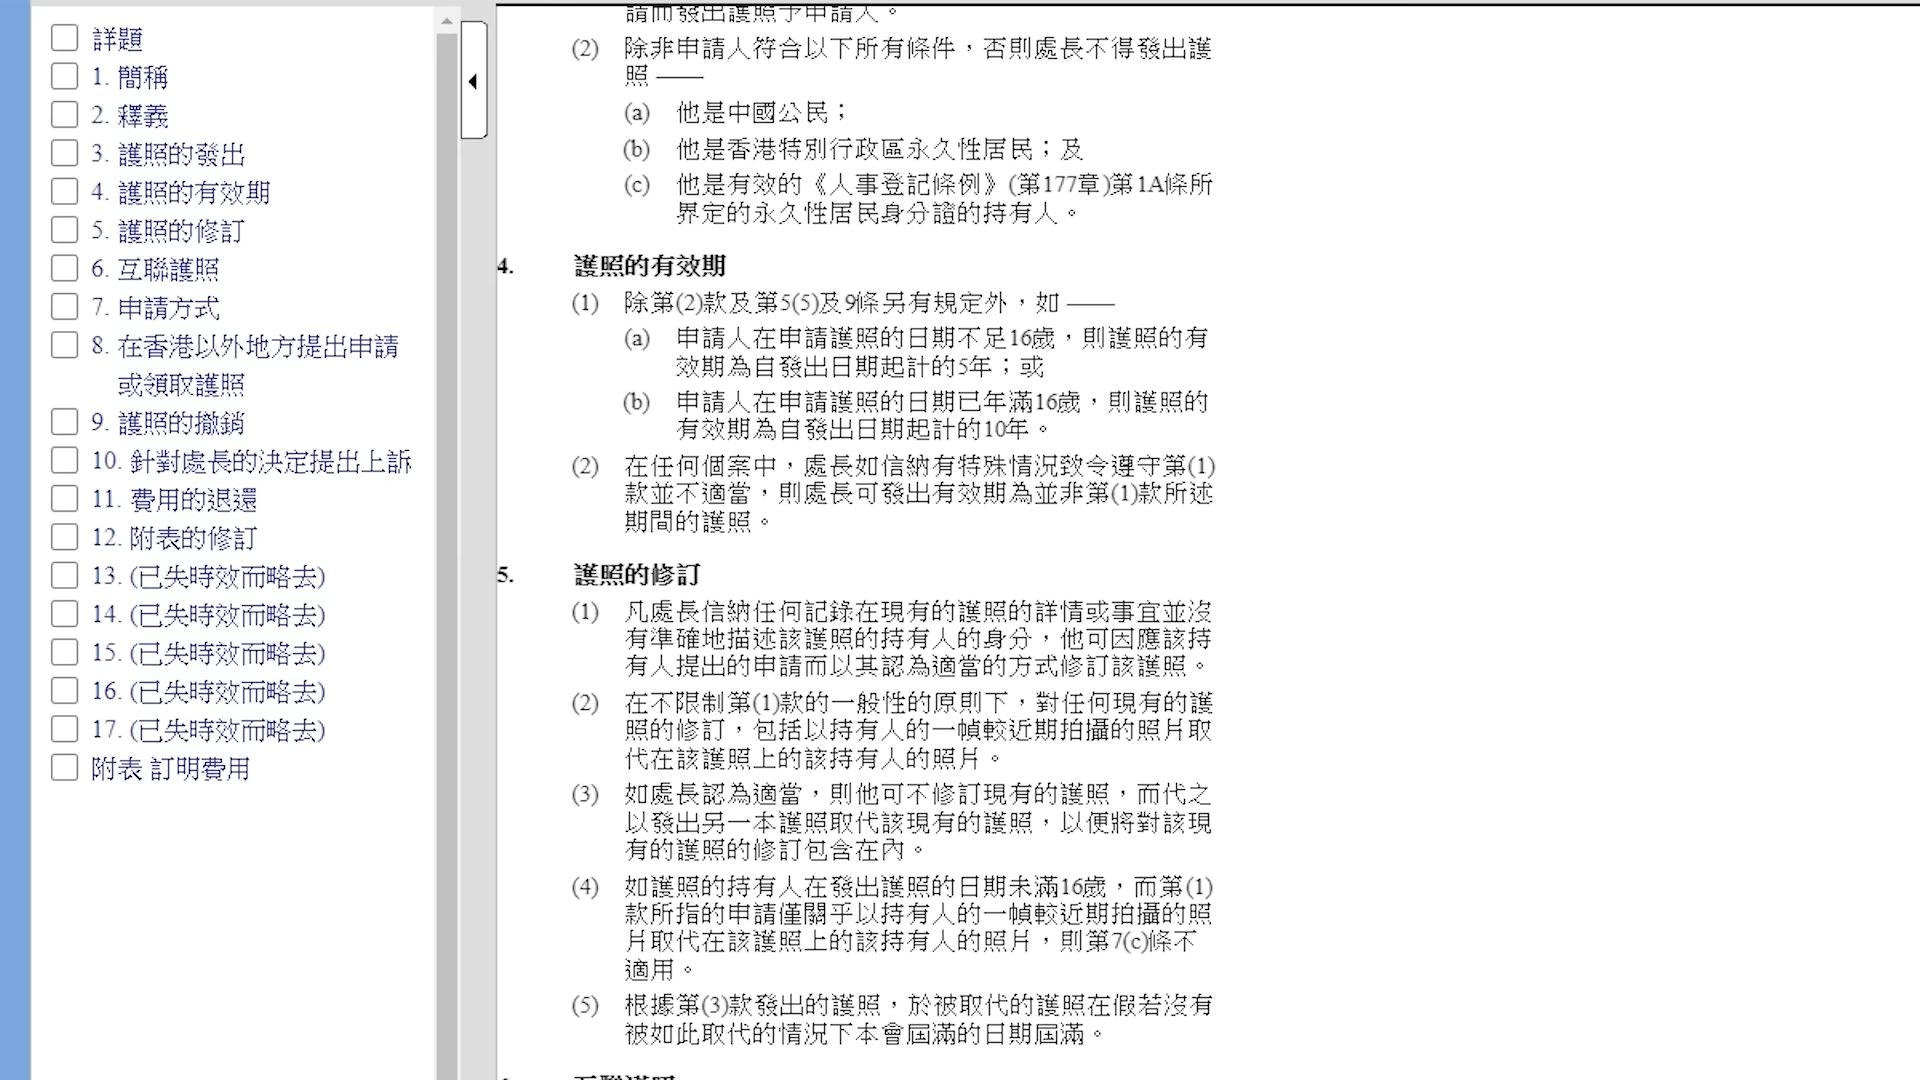 詳題
1. 簡稱
2. 釋義
3. 護照的發出
4. 護照的有效期
5. 護照的修訂
6. 互聯護照
7. 申請方式
8. 在香港以外地方提出申請
或領取護照
9. 護照的撤銷
10. 針對處長的決定提出上訴
11. 費用的退還
12. 附表的修訂
13. (已失時效而略去)
14. (已失時效而略去)
15. (已失時效而略去)
16. (已失時效而略去)
17. (已失時效而略去)
附表 訂明費用
請而發出護照予申請人。
(2) 除非申請人符合以下所有條件，否則處長不得發出護
照 ——
(a) 他是中國公民；
(b) 他是香港特別行政區永久性居民；及
(c) 他是有效的《人事登記條例》(第177章)第1A條所
界定的永久性居民身分證的持有人。
4. 護照的有效期
(1) 除第(2)款及第5(5)及9條另有規定外，如 ——
(a) 申請人在申請護照的日期不足16歲，則護照的有
效期為自發出日期起計的5年；或
(b) 申請人在申請護照的日期已年滿16歲，則護照的
有效期為自發出日期起計的10年。
(2) 在任何個案中，處長如信納有特殊情況致令遵守第(1)
款並不適當，則處長可發出有效期為並非第(1)款所述
期間的護照。
5. 護照的修訂
(1) 凡處長信納任何記錄在現有的護照的詳情或事宜並沒
有準確地描述該護照的持有人的身分，他可因應該持
有人提出的申請而以其認為適當的方式修訂該護照。
(2) 在不限制第(1)款的一般性的原則下，對任何現有的護
照的修訂，包括以持有人的一幀較近期拍攝的照片取
代在該護照上的該持有人的照片。
(3) 如處長認為適當，則他可不修訂現有的護照，而代之
以發出另一本護照取代該現有的護照，以便將對該現
有的護照的修訂包含在內。
(4) 如護照的持有人在發出護照的日期未滿16歲，而第(1)
款所指的申請僅關乎以持有人的一幀較近期拍攝的照
片取代在該護照上的該持有人的照片，則第7(c)條不
適用。
(5) 根據第(3)款發出的護照，於被取代的護照在假若沒有
被如此取代的情況下本會屆滿的日期屆滿。